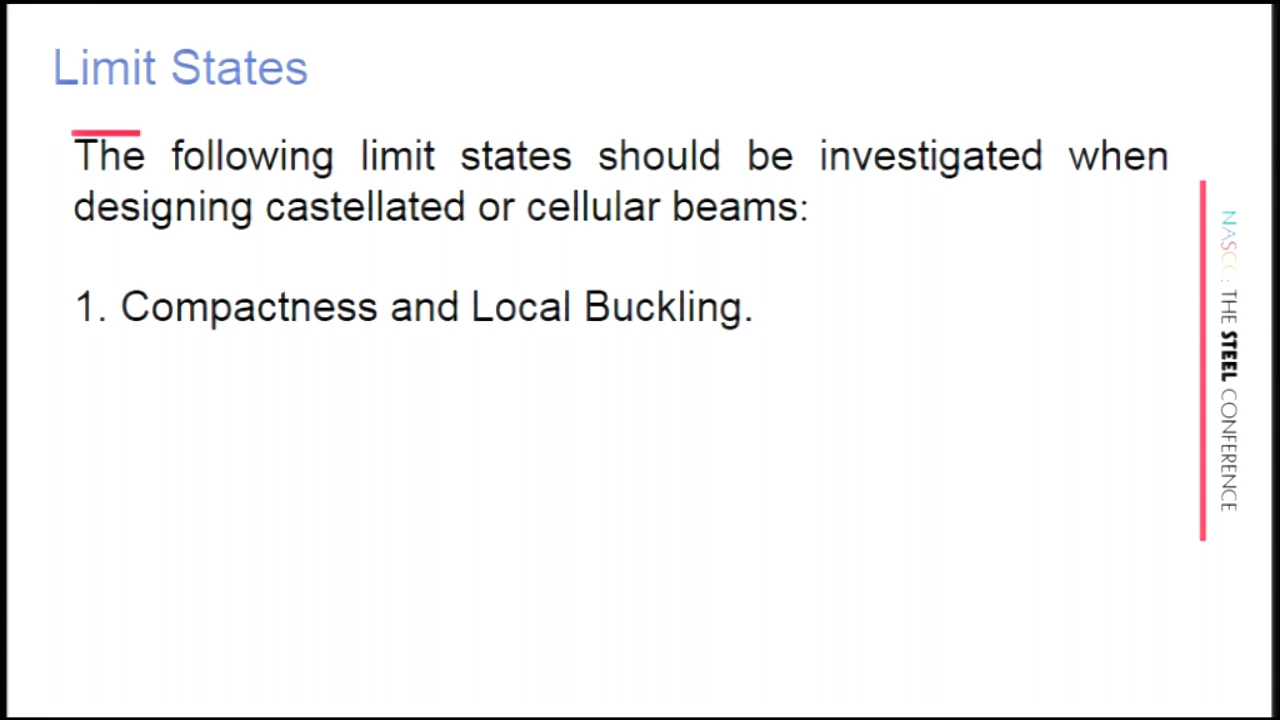 Limit States
The following limit states should be investigated when
designing castellated or cellular beams:
1. Compactness and Local Buckling.
NASCC: THE STEEL CONFERENCE